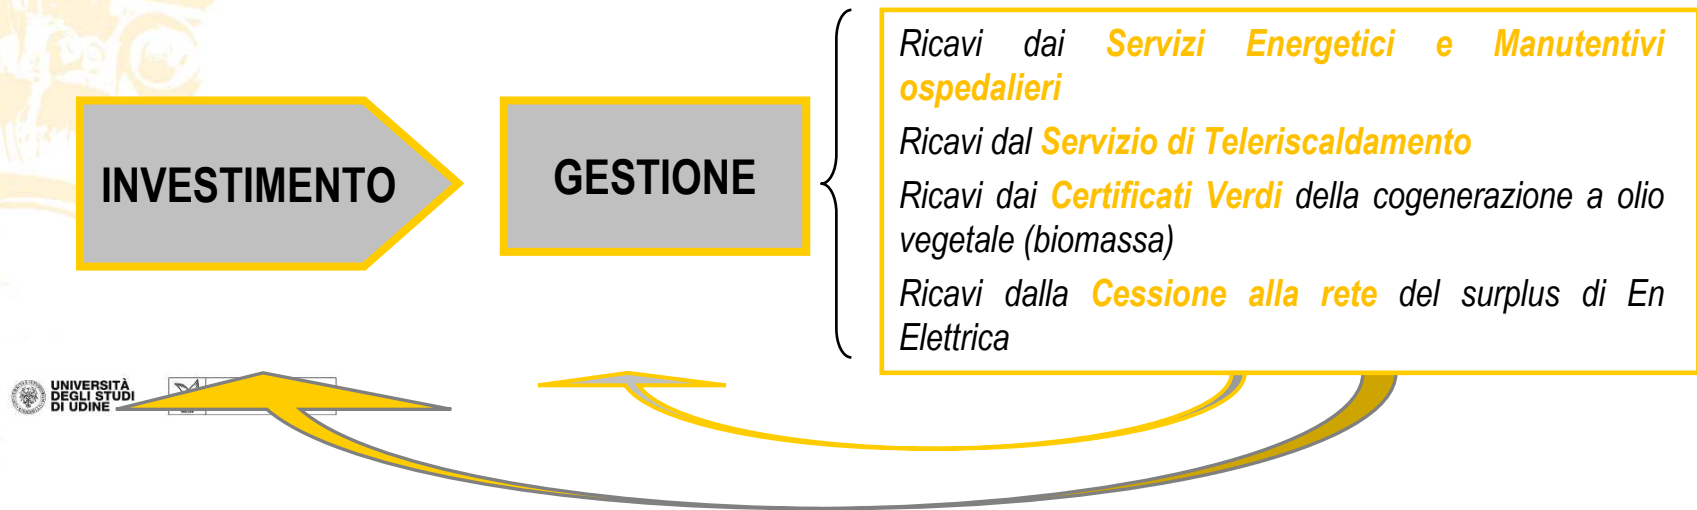 INVESTIMENTO
GESTIONE
Ricavi dai Servizi Energetici e Manutentivi
ospedalieri
Ricavi dal Servizio di Teleriscaldamento
Ricavi dai Certificati Verdi della cogenerazione a olio
vegetale (biomassa)
Ricavi dalla Cessione alla rete del surplus di En
Elettrica
UNIVERSITÀ
DEGLI STUDI
DI UDINE